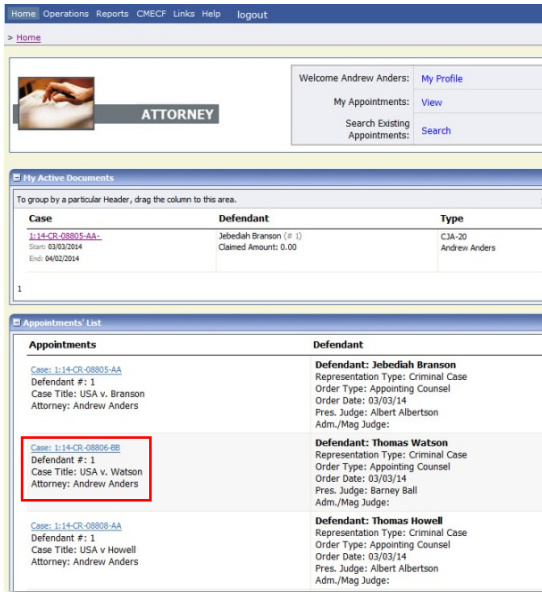 Home Operations Reports CMECF Links Help logout
> Home
Welcome Andrew Anders: My Profile
My Appointments: View
ATTORNEY
Search Existing
Appointments: Search
My Active Documents
To group by a particular Header, drag the column to this area.
Case Defendant Type
1:14-CR-08805-AA- Jebediah Branson (# 1) CJA-20
Start: 03/03/2014 Claimed Amount: 0.00 Andrew Anders
End: 04/02/2014
1
Appointments' List
Appointments Defendant
Case: 1:14-CR-08805-AA
Defendant #: 1
Case Title: USA v. Branson
Attorney: Andrew Anders
Defendant: Jebediah Branson
Representation Type: Criminal Case
Order Type: Appointing Counsel
Order Date: 03/03/14
Pres. Judge: Albert Albertson
Adm./Mag Judge:
Case: 1:14-CR-08806-BB
Defendant #: 1
Case Title: USA v. Watson
Attorney: Andrew Anders
Defendant: Thomas Watson
Representation Type: Criminal Case
Order Type: Appointing Counsel
Order Date: 03/03/14
Pres. Judge: Barney Ball
Adm./Mag Judge:
Case: 1:14-CR-08808-AA
Defendant #: 1
Case Title: USA v Howell
Attorney: Andrew Anders
Defendant: Thomas Howell
Representation Type: Criminal Case
Order Type: Appointing Counsel
Order Date: 03/03/14
Pres. Judge: Albert Albertson
Adm./Mag Judge: